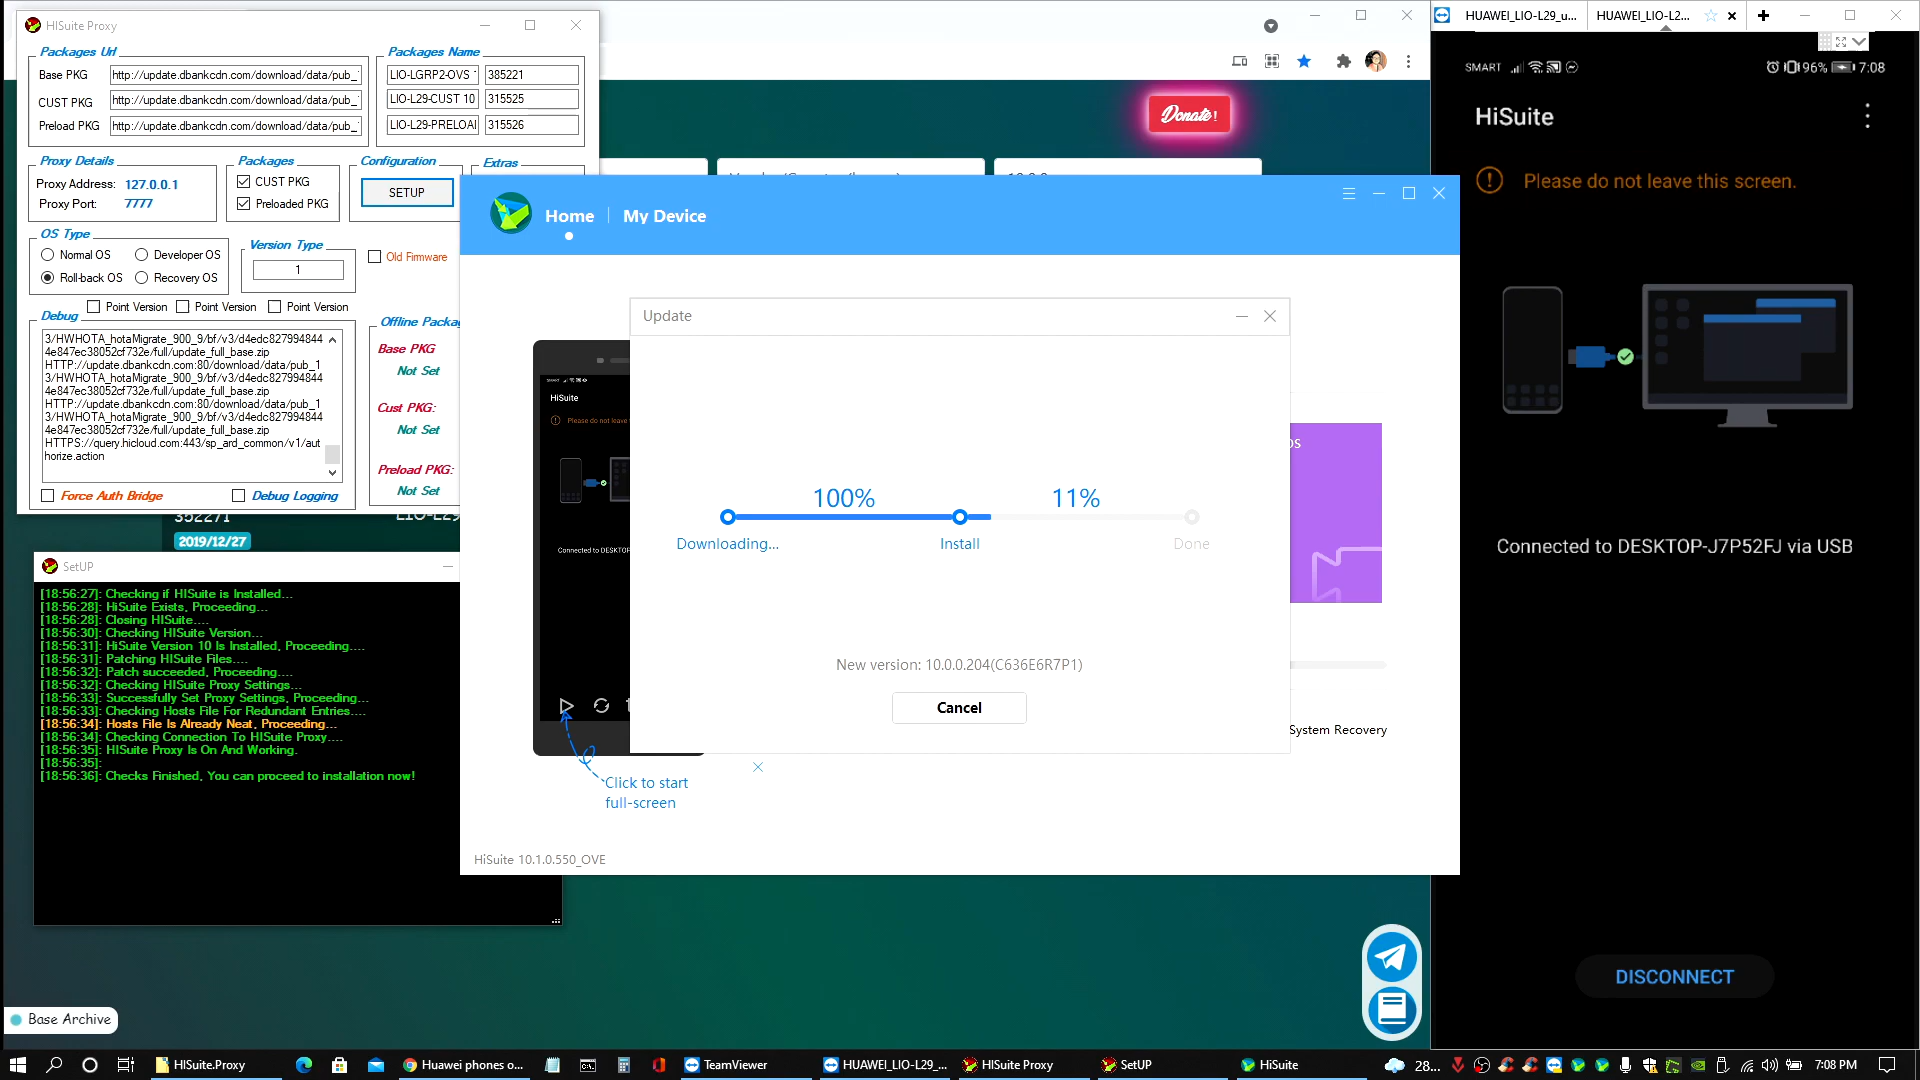 HISuite Proxy
Packages Url
Packages Name
Base PKG
http://update.dbankcdn.com/download/data/pub_
LIO-LGRP2-OVS
385221
CUST PKG
http://update.dbankcdn.com/download/data/pub_
LIO-L29-CUST 10
315525
Preload PKG
http://update.dbankcdn.com/download/data/pub_
LIO-L29-PRELOAI
315526
Proxy Details
Packages
Configuration
Extras
Proxy Address: 127.0.0.1
Proxy Port: 7777
CUST PKG
Preloaded PKG
SETUP
OS Type
Normal OS
Developer OS
Roll-back OS
Recovery OS
Version Type
1
Old Firmware
Point Version
Point Version
Point Version
Debug
3/HWHOTA_hotaMigrate_900_9/bf/v3/d4edc827994844
4e847ec38052cf732e/full/update_full_base.zip
HTTP://update.dbankcdn.com:80/download/data/pub_1
3/HWHOTA_hotaMigrate_900_9/bf/v3/d4edc827994844
4e847ec38052cf732e/full/update_full_base.zip
HTTP://update.dbankcdn.com:80/download/data/pub_1
3/HWHOTA_hotaMigrate_900_9/bf/v3/d4edc827994844
4e847ec38052cf732e/full/update_full_base.zip
HTTPS://query.hicloud.com:443/sp_ard_common/v1/aut
horize.action
Force Auth Bridge
Debug Logging
Offline Packag
Base PKG
Not Set
Cust PKG:
Not Set
Preload PKG:
Not Set
352271
LIO-L29
2019/12/27
SetUP
[18:56:27]: Checking if HISuite is Installed...
[18:56:28]: HiSuite Exists, Proceeding...
[18:56:28]: Closing HISuite....
[18:56:30]: Checking HISuite Version...
[18:56:31]: HiSuite Version 10 Is Installed, Proceeding....
[18:56:31]: Patching HISuite Files....
[18:56:32]: Patch succeeded, Proceeding....
[18:56:32]: Checking HISuite Proxy Settings...
[18:56:33]: Successfully Set Proxy Settings, Proceeding...
[18:56:33]: Checking Hosts File For Redundant Entries....
[18:56:34]: Hosts File Is Already Neat, Proceeding...
[18:56:34]: Checking Connection To HISuite Proxy....
[18:56:35]: HISuite Proxy Is On And Working.
[18:56:35]:
[18:56:36]: Checks Finished, You can proceed to installation now!
Base Archive
Donate !
Home
My Device
Update
HiSuite
Please do not leave
Connected to DESKTOP
100%
11%
Downloading...
Install
Done
New version: 10.0.0.204(C636E6R7P1)
Cancel
System Recovery
Click to start
full-screen
HiSuite 10.1.0.550_OVE
HUAWEI_LIO-L29_u...
HUAWEI_LIO-L2...
SMART
96%
7:08
HiSuite
Please do not leave this screen.
Connected to DESKTOP-J7P52FJ via USB
DISCONNECT
HISuite.Proxy
Huawei phones o...
TeamViewer
HUAWEI_LIO-L29_...
HISuite Proxy
SetUP
HiSuite
28...
7:08 PM